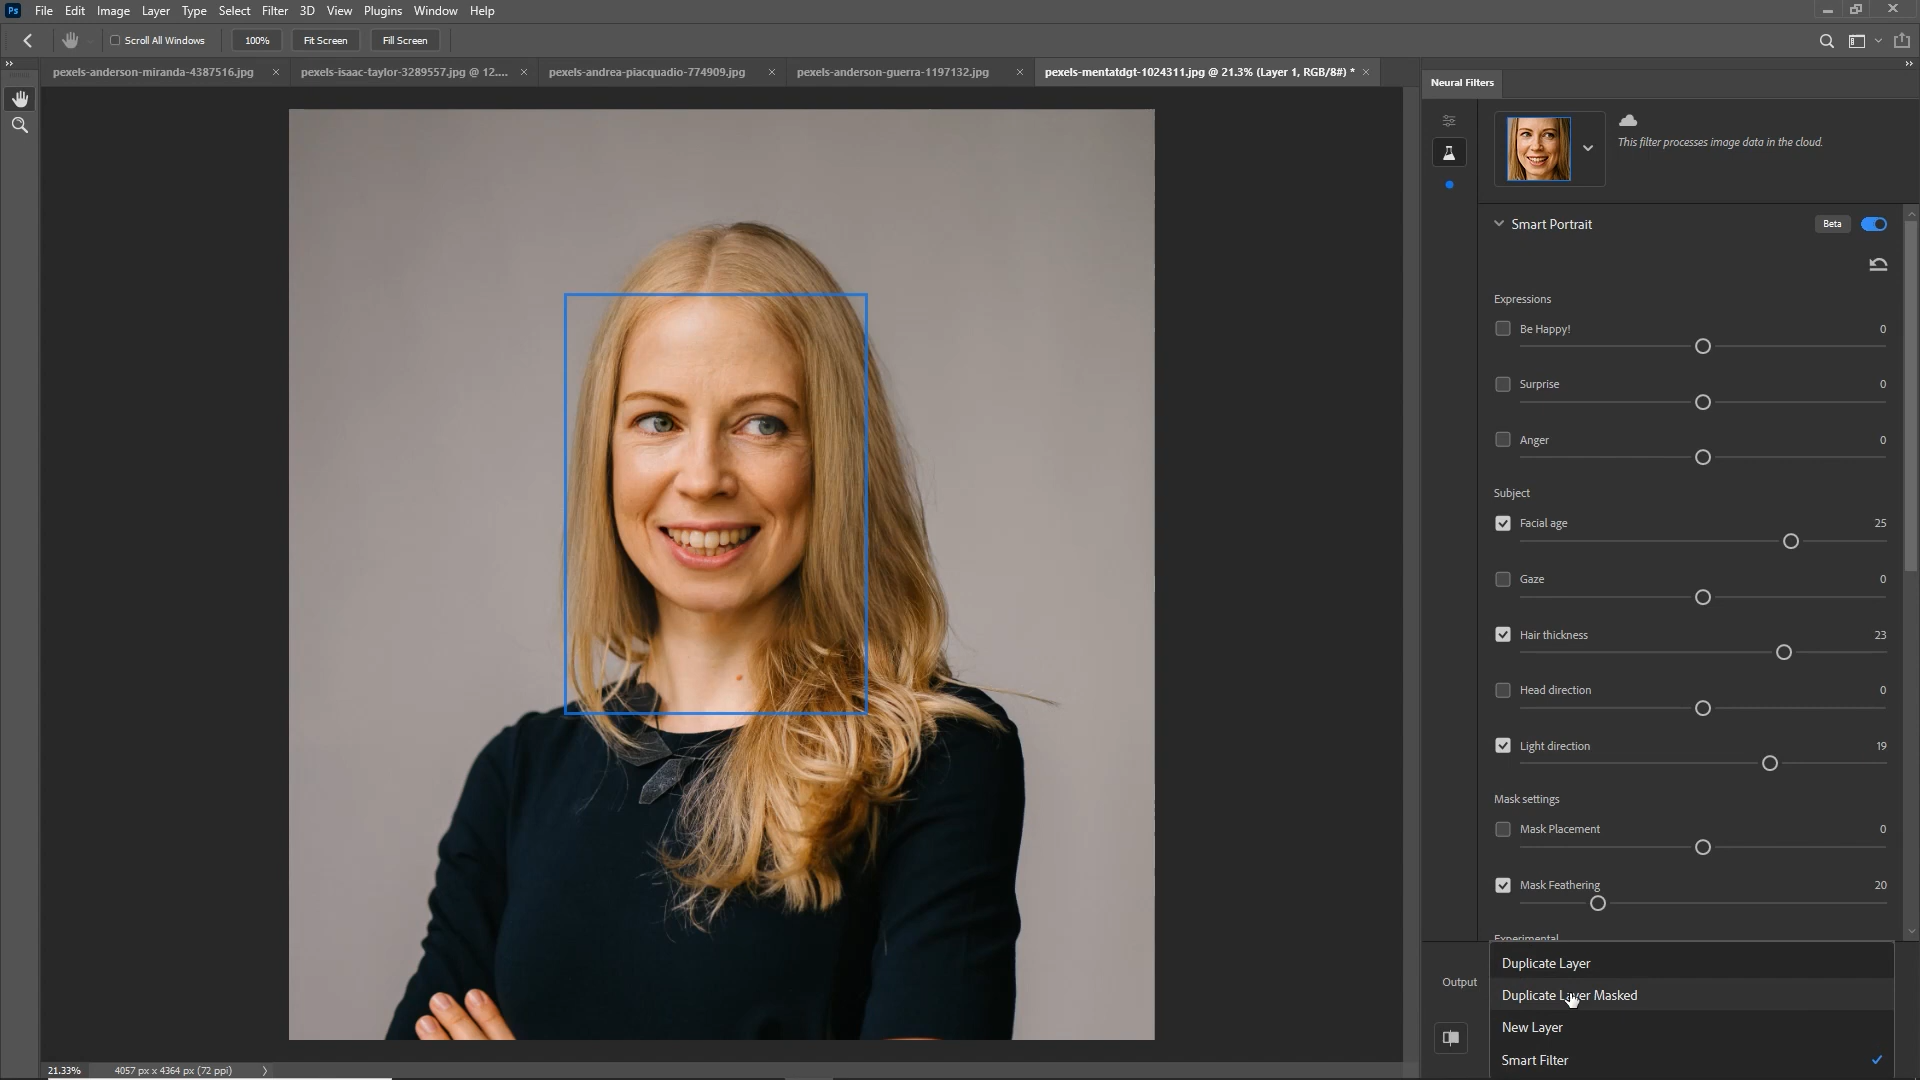 Ps File Edit Image Layer Type Select Filter 3D View Plugins Window Help
Scroll All Windows 100% Fit Screen Fill Screen
pexels-anderson-miranda-4387516.jpg pexels-isaac-taylor-3289557.jpg @ 12.... pexels-andrea-piacquadio-774909.jpg pexels-anderson-guerra-1197132.jpg pexels-mentatdgt-1024311.jpg @ 21.3% (Layer 1, RGB/8#) *
Neural Filters
This filter processes image data in the cloud.
Smart Portrait Beta
Expressions
Be Happy! 0
Surprise 0
Anger 0
Subject
Facial age 25
Gaze 0
Hair thickness 23
Head direction 0
Light direction 19
Mask settings
Mask Placement 0
Mask Feathering 20
Experimental
Output
Duplicate Layer
Duplicate Layer Masked
New Layer
Smart Filter
21.33% 4057 px x 4364 px (72 ppi)